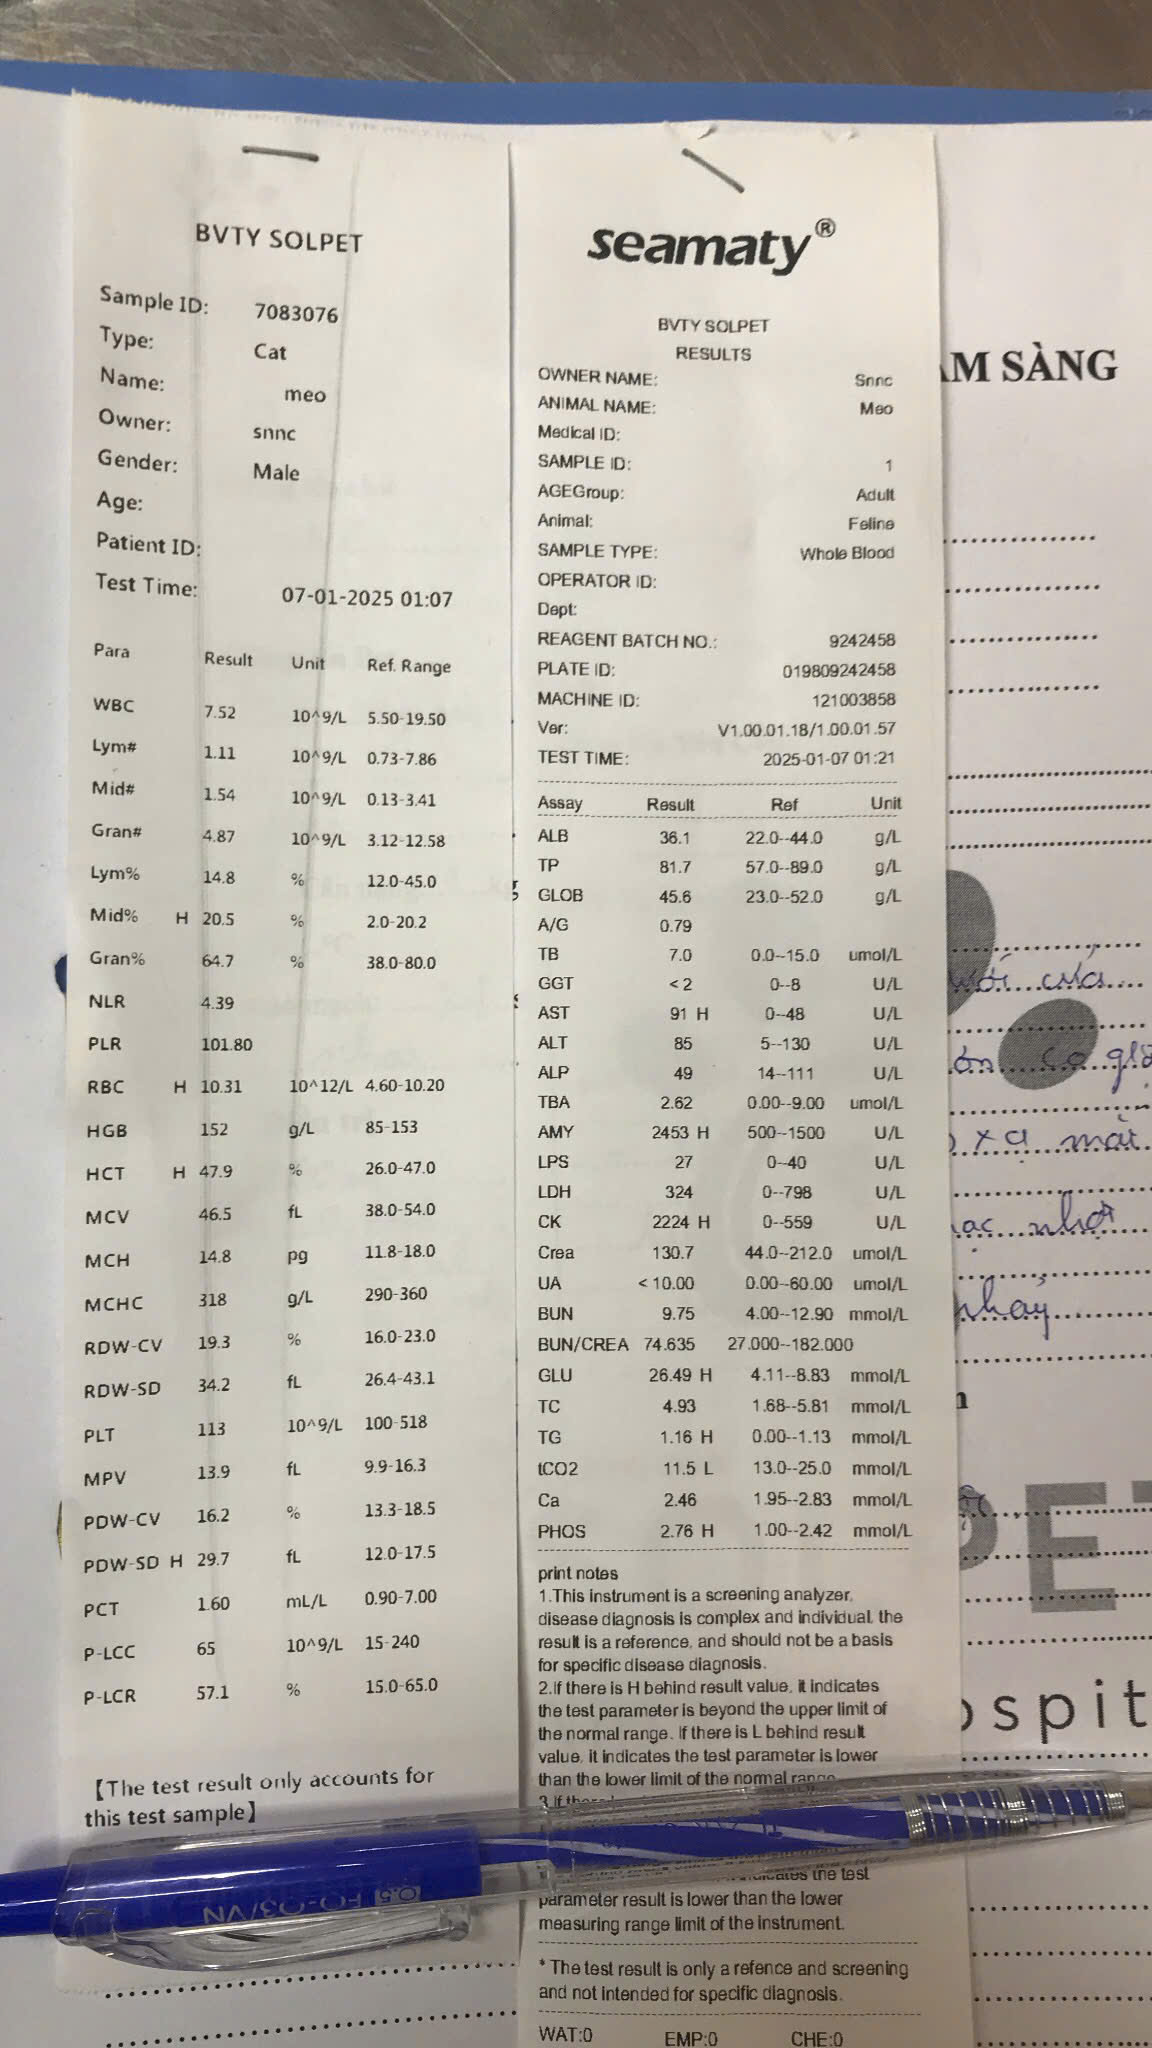 BVTY SOLPET
Sample ID: 7083076
Type: Cat
Name: meo
Owner: snnc
Gender: Male
Age:
Patient ID:
Test Time: 07-01-2025 01:07
Para Result Unit Ref. Range
WBC 7.52 10^9/L 5.50-19.50
Lym# 1.11 10^9/L 0.73-7.86
Mid# 1.54 10^9/L 0.13-3.41
Gran# 4.87 10^9/L 3.12-12.58
Lym% 14.8 % 12.0-45.0
Mid% H 20.5 % 2.0-20.2
Gran% 64.7 % 38.0-80.0
NLR 4.39
PLR 101.80
RBC H 10.31 10^12/L 4.60-10.20
HGB 152 g/L 85-153
HCT H 47.9 % 26.0-47.0
MCV 46.5 fL 38.0-54.0
MCH 14.8 pg 11.8-18.0
MCHC 318 g/L 290-360
RDW-CV 19.3 % 16.0-23.0
RDW-SD 34.2 fL 26.4-43.1
PLT 113 10^9/L 100-518
MPV 13.9 fL 9.9-16.3
PDW-CV 16.2 % 13.3-18.5
PDW-SD H 29.7 fL 12.0-17.5
PCT 1.60 mL/L 0.90-7.00
P-LCC 65 10^9/L 15-240
P-LCR 57.1 % 15.0-65.0
【The test result only accounts for
this test sample】
seamaty®
BVTY SOLPET
RESULTS
OWNER NAME: Snnc
ANIMAL NAME: Meo
Medical ID:
SAMPLE ID: 1
AGEGroup: Adult
Animal: Feline
SAMPLE TYPE: Whole Blood
OPERATOR ID:
Dept:
REAGENT BATCH NO.: 9242458
PLATE ID: 019809242458
MACHINE ID: 121003858
Ver: V1.00.01.18/1.00.01.57
TEST TIME: 2025-01-07 01:21
Assay Result Ref Unit
ALB 36.1 22.0--44.0 g/L
TP 81.7 57.0--89.0 g/L
GLOB 45.6 23.0--52.0 g/L
A/G 0.79
TB 7.0 0.0--15.0 umol/L
GGT <2 0--8 U/L
AST 91 H 0--48 U/L
ALT 85 5--130 U/L
ALP 49 14--111 U/L
TBA 2.62 0.00--9.00 umol/L
AMY 2453 H 500--1500 U/L
LPS 27 0--40 U/L
LDH 324 0--798 U/L
CK 2224 H 0--559 U/L
Crea 130.7 44.0--212.0 umol/L
UA <10.00 0.00--60.00 umol/L
BUN 9.75 4.00--12.90 mmol/L
BUN/CREA 74.635 27.000--182.000
GLU 26.49 H 4.11--8.83 mmol/L
TC 4.93 1.68--5.81 mmol/L
TG 1.16 H 0.00--1.13 mmol/L
tCO2 11.5 L 13.0--25.0 mmol/L
Ca 2.46 1.95--2.83 mmol/L
PHOS 2.76 H 1.00--2.42 mmol/L
print notes
1.This instrument is a screening analyzer,
disease diagnosis is complex and individual, the
result is a reference, and should not be a basis
for specific disease diagnosis.
2.If there is H behind result value, it indicates
the test parameter is beyond the upper limit of
the normal range. If there is L behind result
value, it indicates the test parameter is lower
than the lower limit of the normal range
the test
parameter result is lower than the lower
measuring range limit of the instrument.
* The test result is only a refence and screening
and not intended for specific diagnosis.
WAT:0 EMP:0 CHE:0
SÀNG
xạ mắt
nhợt
0.5 FO-03/VN